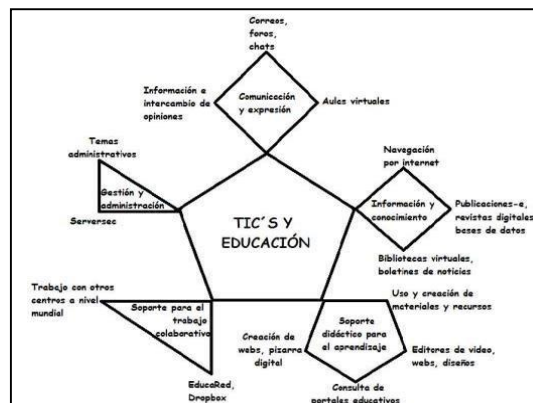 Correos,
foros,
chats
Información e
intercambio de
opiniones
Comunicación
y expresión
Aulas virtuales
Temas
administrativos
Gestión y
administración
Serversec
Navegación
por internet
Información y
conocimiento
Publicaciones-e,
revistas digitales
bases de datos
Bibliotecas virtuales,
boletines de noticias
TIC´S Y
EDUCACIÓN
Trabajo con otros
centros a nivel
mundial
Soporte para el
trabajo
colaborativo
EducaRed,
Dropbox
Uso y creación de
materiales y recursos
Creación de
webs, pizarra
digital
Soporte
didáctico para
el aprendizaje
Editores de video,
webs, diseños
Consulta de
portales educativos